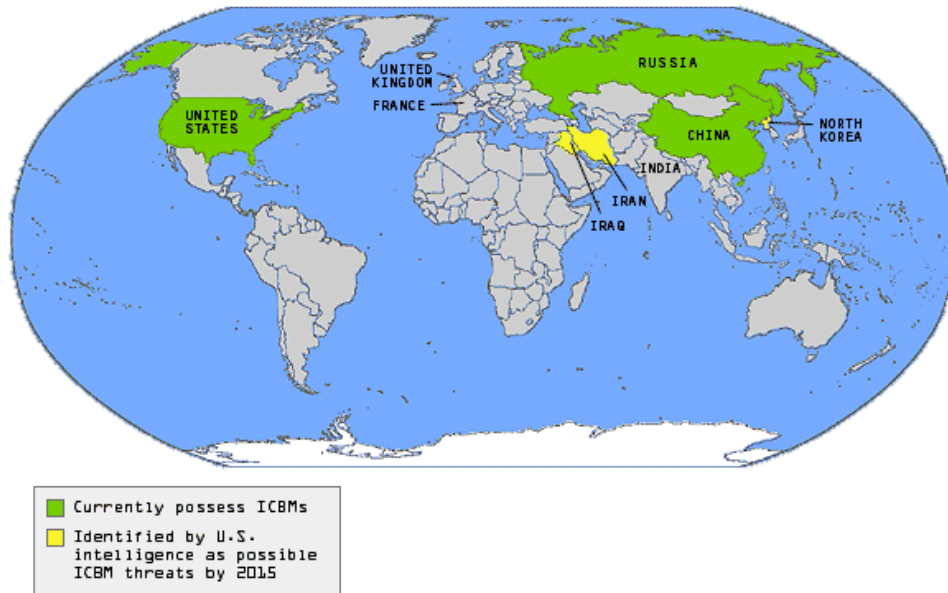 RUSSIA
UNITED
KINGDOM
FRANCE
UNITED
STATES
CHINA
NORTH
KOREA
INDIA
IRAN
IRAQ
Currently possess ICBMs
Identified by U.S.
intelligence as possible
ICBM threats by 2015